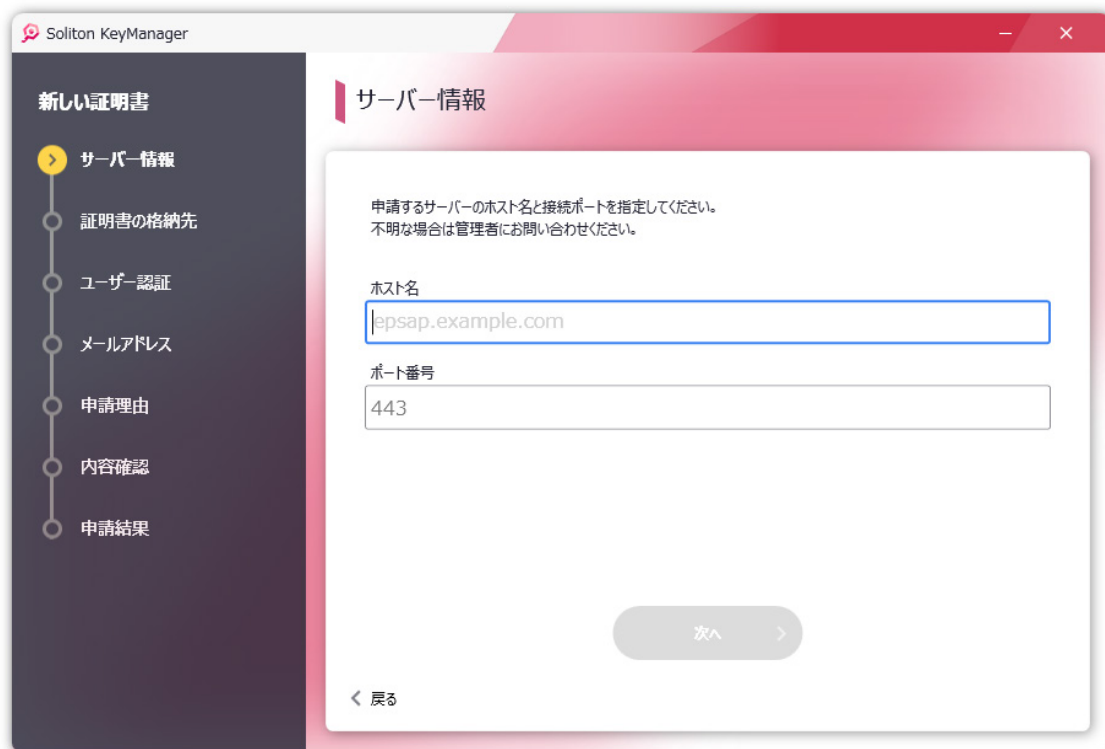 Soliton KeyManager
新しい証明書
サーバー情報
証明書の格納先
ユーザー認証
メールアドレス
申請理由
内容確認
申請結果
サーバー情報
申請するサーバーのホスト名と接続ポートを指定してください。
不明な場合は管理者にお問い合わせください。
ホスト名
epsap.example.com
ポート番号
443
次へ
戻る